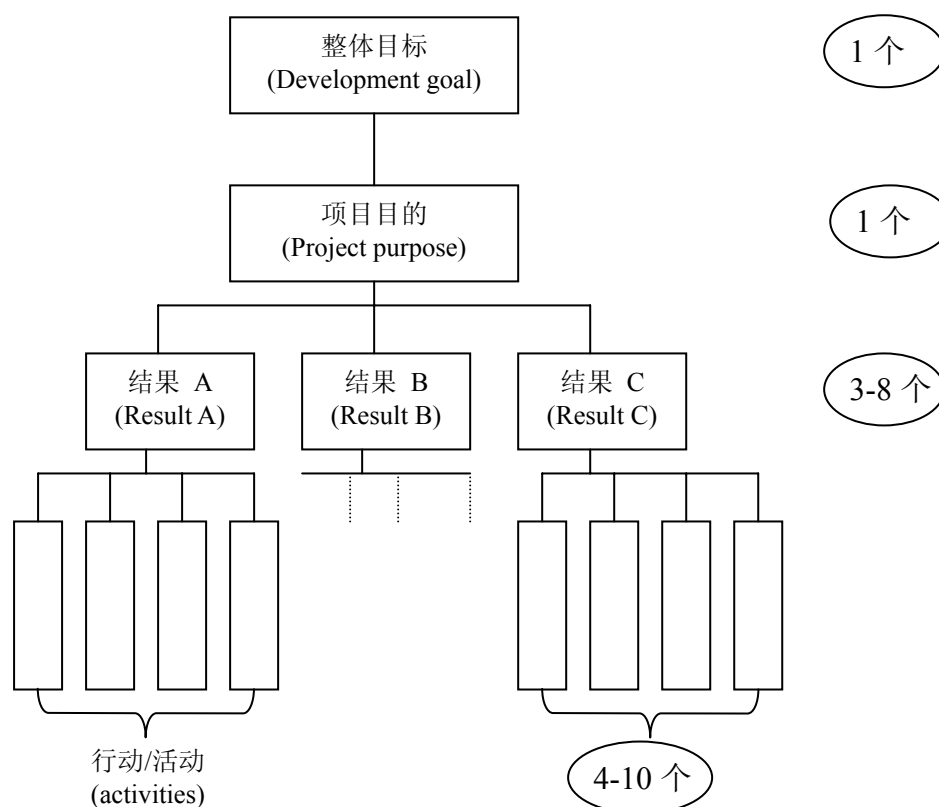 整体目标
(Development goal)
1 个
项目目的
(Project purpose)
1 个
结果 A
(Result A)
结果 B
(Result B)
结果 C
(Result C)
3-8 个
行动/活动
(activities)
4-10 个